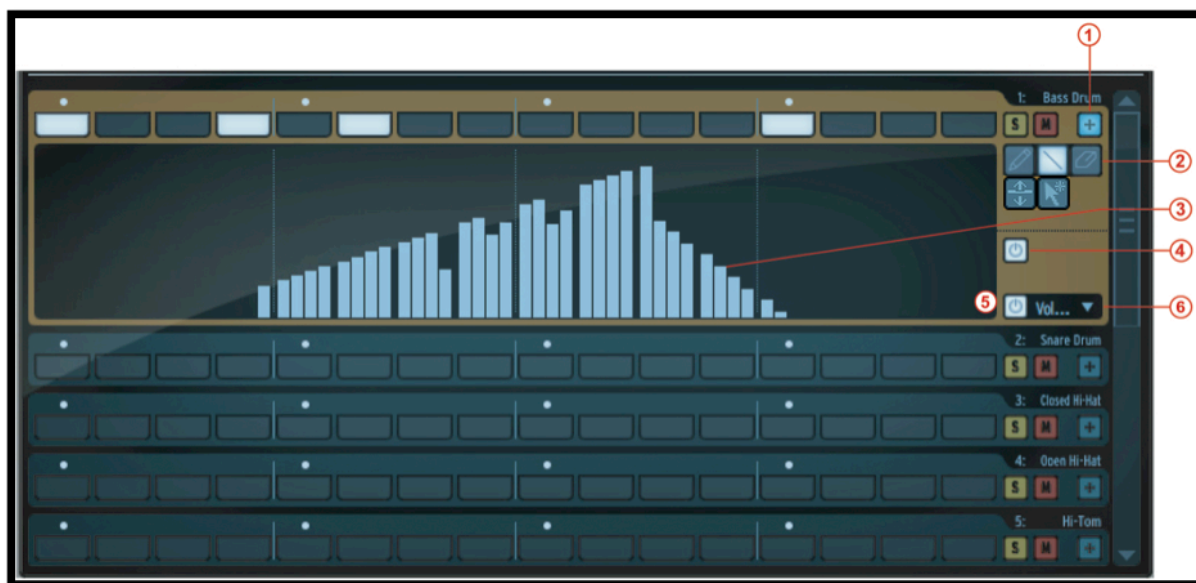 1
1: Bass Drum
S M +
2
3
4
5
Vol...
6
2: Snare Drum
S M +
3: Closed Hi-Hat
S M +
4: Open Hi-Hat
S M +
5: Hi-Tom
S M +